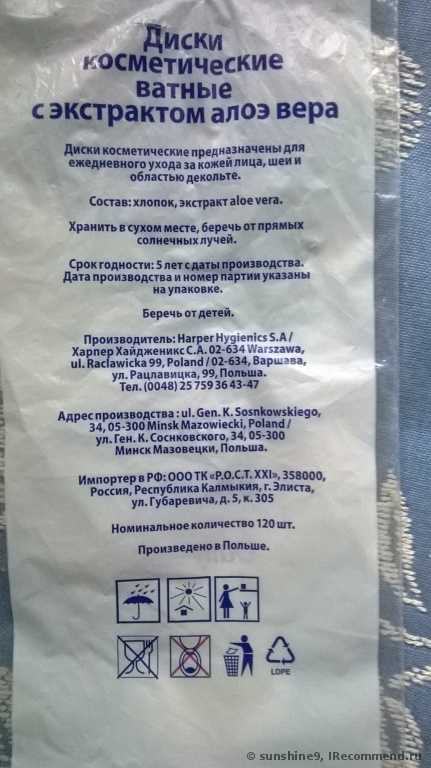 Диски
косметические
ватные
с экстрактом алоэ вера
Диски косметические предназначены для
ежедневного ухода за кожей лица, шеи и
областью декольте.
Состав: хлопок, экстракт aloe vera.
Хранить в сухом месте, беречь от прямых
солнечных лучей.
Срок годности: 5 лет с даты производства.
Дата производства и номер партии указаны
на упаковке.
Беречь от детей.
Производитель: Harper Hygienics S.A /
Харпер Хайдженикс С.А. 02-634 Warszawa,
ul. Raclawicka 99, Poland / 02-634, Варшава,
ул. Рацлавицка, 99, Польша.
Тел. (0048) 25 759 36 43-47
Адрес производства : ul. Gen. K. Sosnkowskiego,
34, 05-300 Minsk Mazowiecki, Poland /
ул. Ген. К. Соснковского, 34, 05-300
Минск Мазовецки, Польша.
Импортер в РФ: ООО ТК «Р.О.С.Т. XXI», 358000,
Россия, Республика Калмыкия, г. Элиста,
ул. Губаревича, д. 5, к. 305
Номинальное количество 120 шт.
Произведено в Польше.
LDPE
© sunshine9, IRecommend.ru